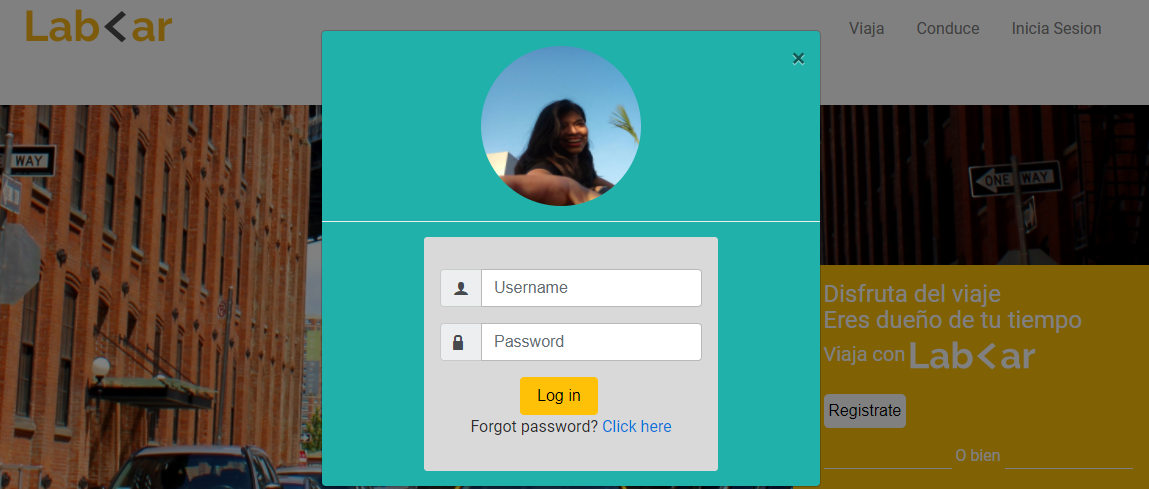 Lab<ar
Viaja Conduce Inicia Sesion
×
WAY
ONE WAY
Username
Password
Log in
Forgot password? Click here
Disfruta del viaje
Eres dueño de tu tiempo
Viaja con Lab<ar
Registrate
O bien